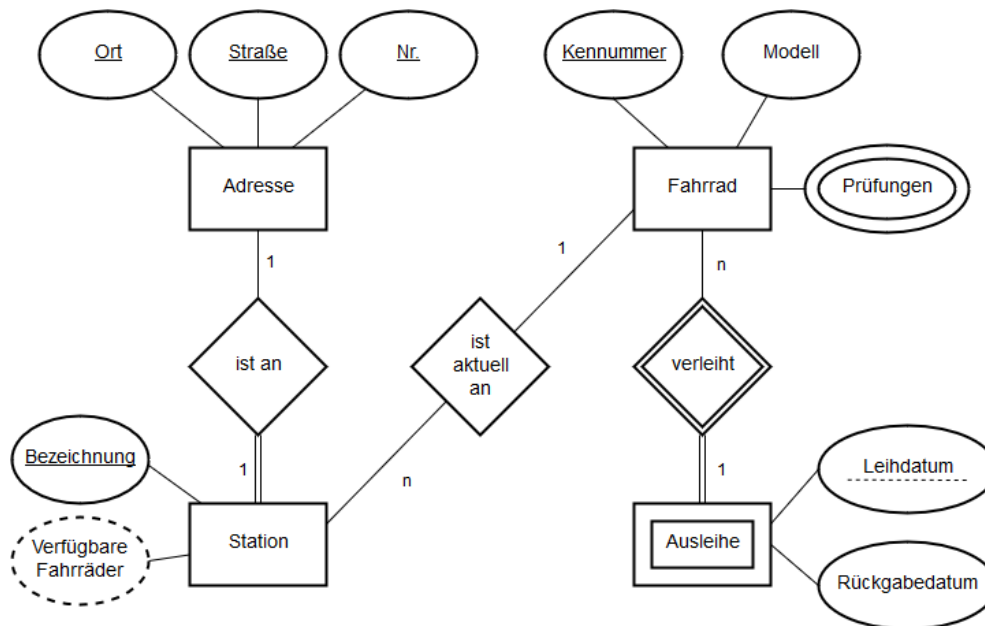 Ort
Straße
Nr.
Kennummer
Modell
Adresse
Fahrrad
Prüfungen
1
1
n
ist an
ist
aktuell
an
verleiht
Bezeichnung
1
n
1
Leihdatum
Verfügbare
Fahrräder
Station
Ausleihe
Rückgabedatum